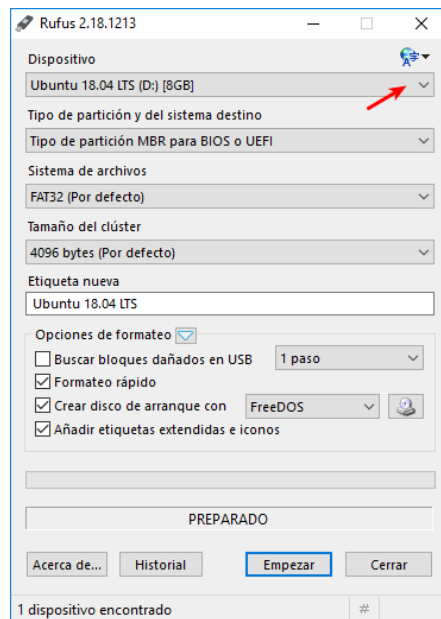 Rufus 2.18.1213
Dispositivo
Ubuntu 18.04 LTS (D:) [8GB]
Tipo de partición y del sistema destino
Tipo de partición MBR para BIOS o UEFI
Sistema de archivos
FAT32 (Por defecto)
Tamaño del clúster
4096 bytes (Por defecto)
Etiqueta nueva
Ubuntu 18.04 LTS
Opciones de formateo
Buscar bloques dañados en USB 1 paso
Formateo rápido
Crear disco de arranque con FreeDOS
Añadir etiquetas extendidas e iconos
PREPARADO
Acerca de... Historial Empezar Cerrar
1 dispositivo encontrado #